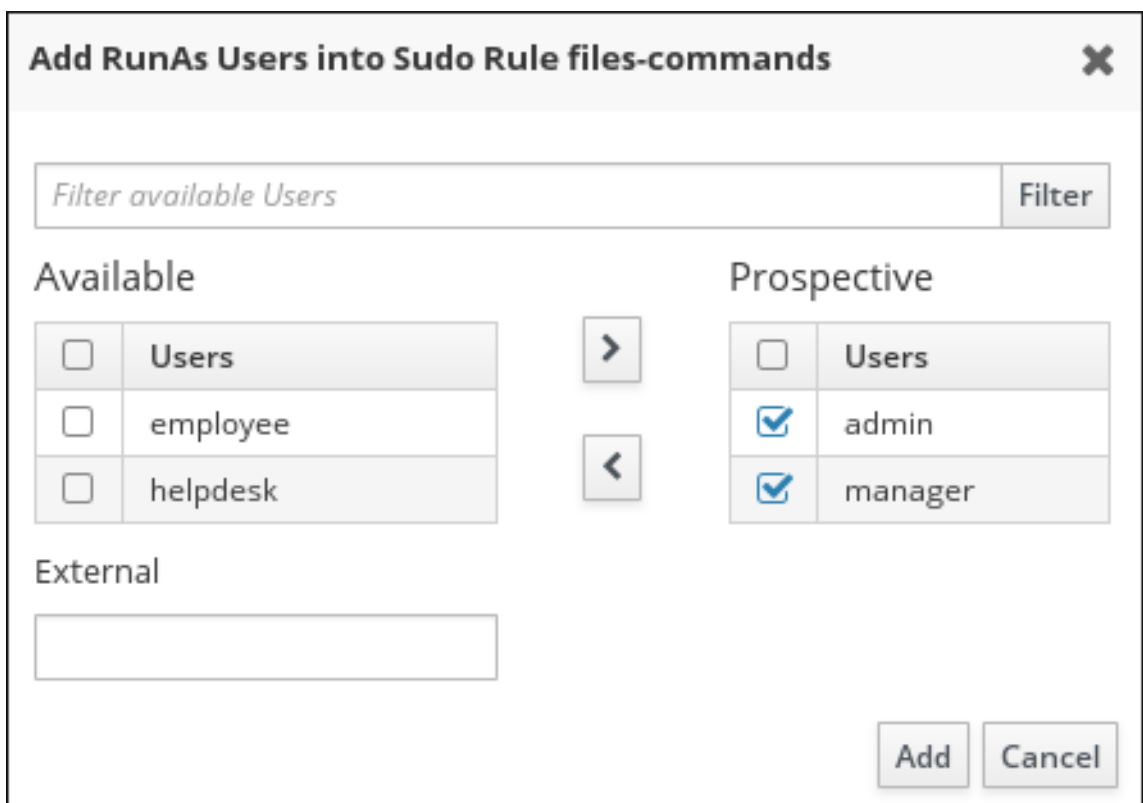 Add RunAs Users into Sudo Rule files-commands
Filter available Users
Filter
Available
Prospective
Users
Users
employee
admin
helpdesk
manager
External
Add
Cancel